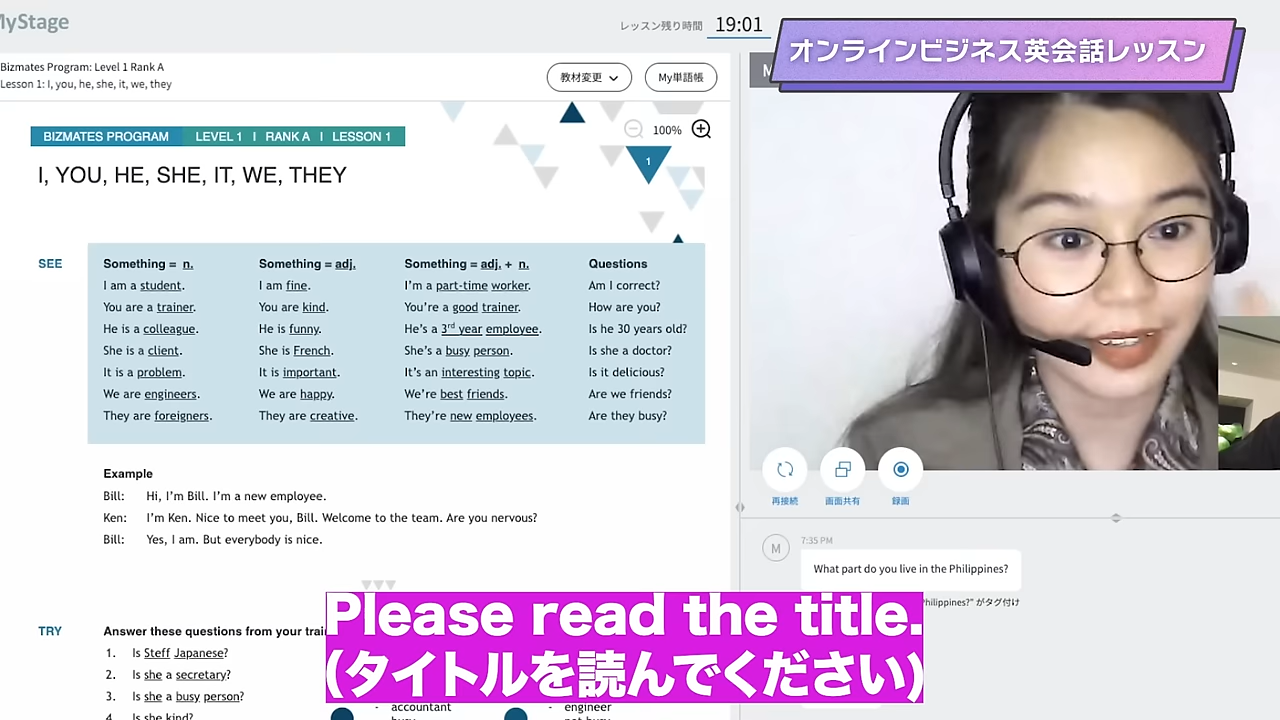 MyStage
レッスン残り時間 19:01
オンラインビジネス英会話レッスン
Bizmates Program: Level 1 Rank A
Lesson 1: I, you, he, she, it, we, they
教材変更
My単語帳
M
BIZMATES PROGRAM LEVEL 1 I RANK A I LESSON 1
100%
1
I, YOU, HE, SHE, IT, WE, THEY
SEE
Something = n. Something = adj. Something = adj. + n. Questions
I am a student. I am fine. I'm a part-time worker. Am I correct?
You are a trainer. You are kind. You're a good trainer. How are you?
He is a colleague. He is funny. He's a 3rd year employee. Is he 30 years old?
She is a client. She is French. She's a busy person. Is she a doctor?
It is a problem. It is important. It's an interesting topic. Is it delicious?
We are engineers. We are happy. We're best friends. Are we friends?
They are foreigners. They are creative. They're new employees. Are they busy?
Example
Bill: Hi, I'm Bill. I'm a new employee.
Ken: I'm Ken. Nice to meet you, Bill. Welcome to the team. Are you nervous?
Bill: Yes, I am. But everybody is nice.
再接続 画面共有 録画
M
7:35 PM
What part do you live in the Philippines?
Philippines?" がタグ付け
TRY
Answer these questions from your
1. Is Steff Japanese?
2. Is she a secretary?
3. Is she a busy person?
4. Is she kind?
- accountant
- engineer
Please read the title.
(タイトルを読んでください)